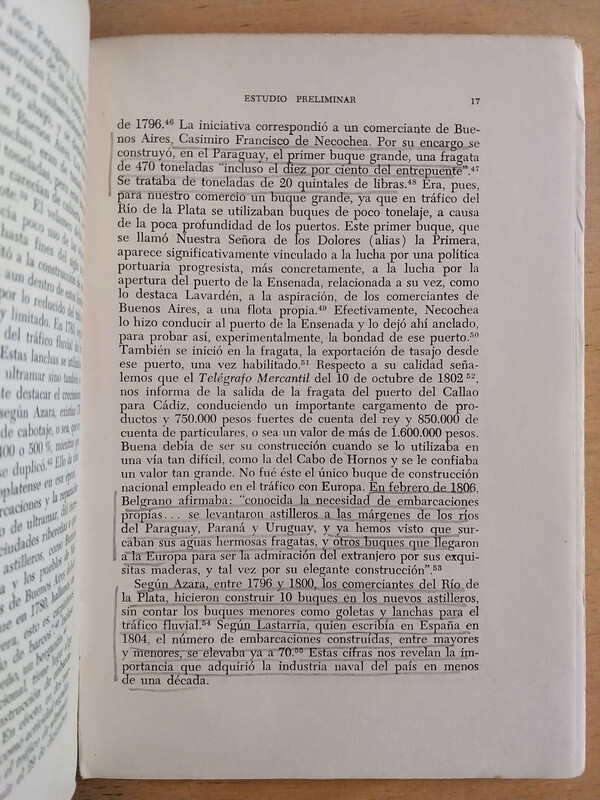 ESTUDIO PRELIMINAR 17
de 1796.⁴⁶ La iniciativa correspondió a un comerciante de Bue-
nos Aires, Casimiro Francisco de Necochea. Por su encargo se
construyó, en el Paraguay, el primer buque grande, una fragata
de 470 toneladas "incluso el diez por ciento del entrepuente".⁴⁷
Se trataba de toneladas de 20 quintales de libras.⁴⁸ Era, pues,
para nuestro comercio un buque grande, ya que en tráfico del
Río de la Plata se utilizaban buques de poco tonelaje, a causa
de la poca profundidad de los puertos. Este primer buque, que
se llamó Nuestra Señora de los Dolores (alias) la Primera,
aparece significativamente vinculado a la lucha por una política
portuaria progresista, más concretamente, a la lucha por la
apertura del puerto de la Ensenada, relacionada a su vez, como
lo destaca Lavardén, a la aspiración, de los comerciantes de
Buenos Aires, a una flota propia.⁴⁹ Efectivamente, Necochea
lo hizo conducir al puerto de la Ensenada y lo dejó ahí anclado,
para probar así, experimentalmente, la bondad de ese puerto.⁵⁰
También se inició en la fragata, la exportación de tasajo desde
ese puerto, una vez habilitado.⁵¹ Respecto a su calidad seña-
lemos que el Telégrafo Mercantil del 10 de octubre de 1802 ⁵²,
nos informa de la salida de la fragata del puerto del Callao
para Cádiz, conduciendo un importante cargamento de pro-
ductos y 750.000 pesos fuertes de cuenta del rey y 850.000 de
cuenta de particulares, o sea un valor de más de 1.600.000 pesos.
Buena debía de ser su construcción cuando se lo utilizaba en
una vía tan difícil, como la del Cabo de Hornos y se le confiaba
un valor tan grande. No fué éste el único buque de construcción
nacional empleado en el tráfico con Europa. En febrero de 1806,
Belgrano afirmaba: "conocida la necesidad de embarcaciones
propias... se levantaron astilleros a las márgenes de los ríos
del Paraguay, Paraná y Uruguay, y ya hemos visto que sur-
caban sus aguas hermosas fragatas, y otros buques que llegaron
a la Europa para ser la admiración del extranjero por sus exqui-
sitas maderas, y tal vez por su elegante construcción".⁵³
Según Azara, entre 1796 y 1800, los comerciantes del Río de
la Plata, hicieron construir 10 buques en los nuevos astilleros,
sin contar los buques menores como goletas y lanchas para el
tráfico fluvial.⁵⁴ Según Lastarria, quien escribía en España en
1804, el número de embarcaciones construídas, entre mayores
y menores, se elevaba ya a 70.⁵⁵ Estas cifras nos revelan la im-
portancia que adquirió la industria naval del país en menos
de una década.